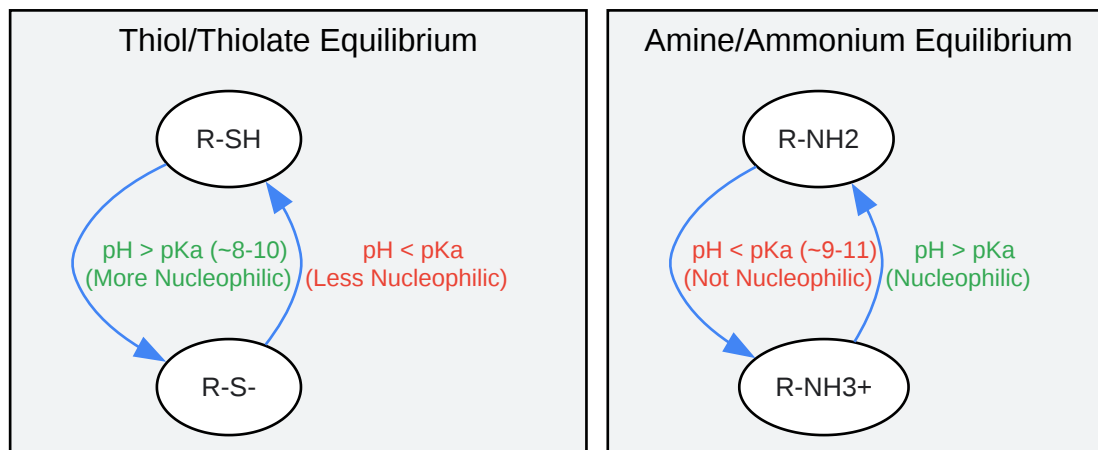 Thiol/Thiolate Equilibrium
R-SH
pH > pKa (~8-10)
(More Nucleophilic)
pH < pKa
(Less Nucleophilic)
R-S-
Amine/Ammonium Equilibrium
R-NH2
pH < pKa (~9-11)
(Not Nucleophilic)
pH > pKa
(Nucleophilic)
R-NH3+